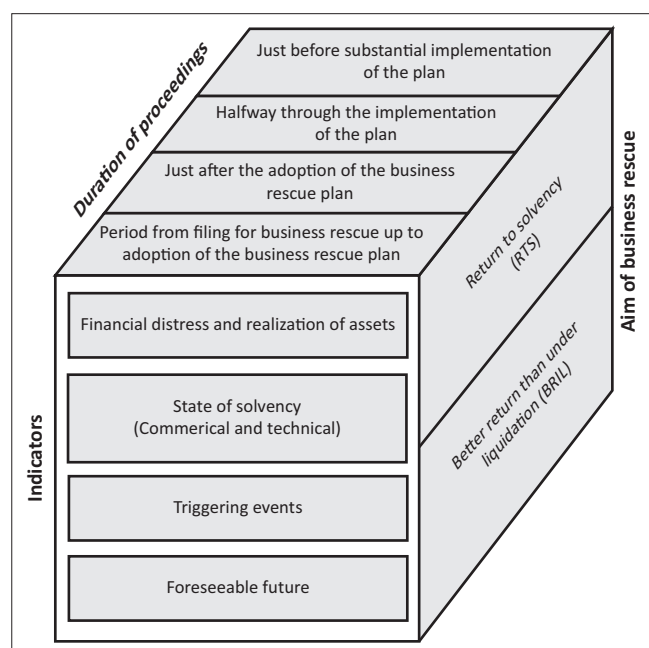 Duration of proceedings
Just before substantial implementation
of the plan
Halfway through the implementation
of the plan
Just after the adoption of the business
rescue plan
Period from filing for business rescue up to
adoption of the business rescue plan
Indicators
Financial distress and realization of assets
State of solvency
(Commerical and technical)
Triggering events
Foreseeable future
Return to solvency
(RTS)
Better return than under
liquidation (BRIL)
Aim of business rescue